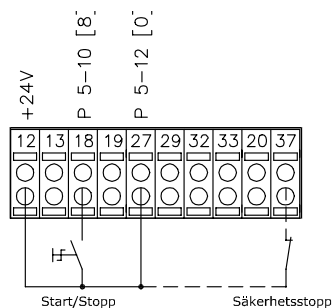 +24V
P 5-10 [8]
P 5-12 [0]
12 13 18 19 27 29 32 33 20 37
Start/Stopp
Säkerhetsstopp